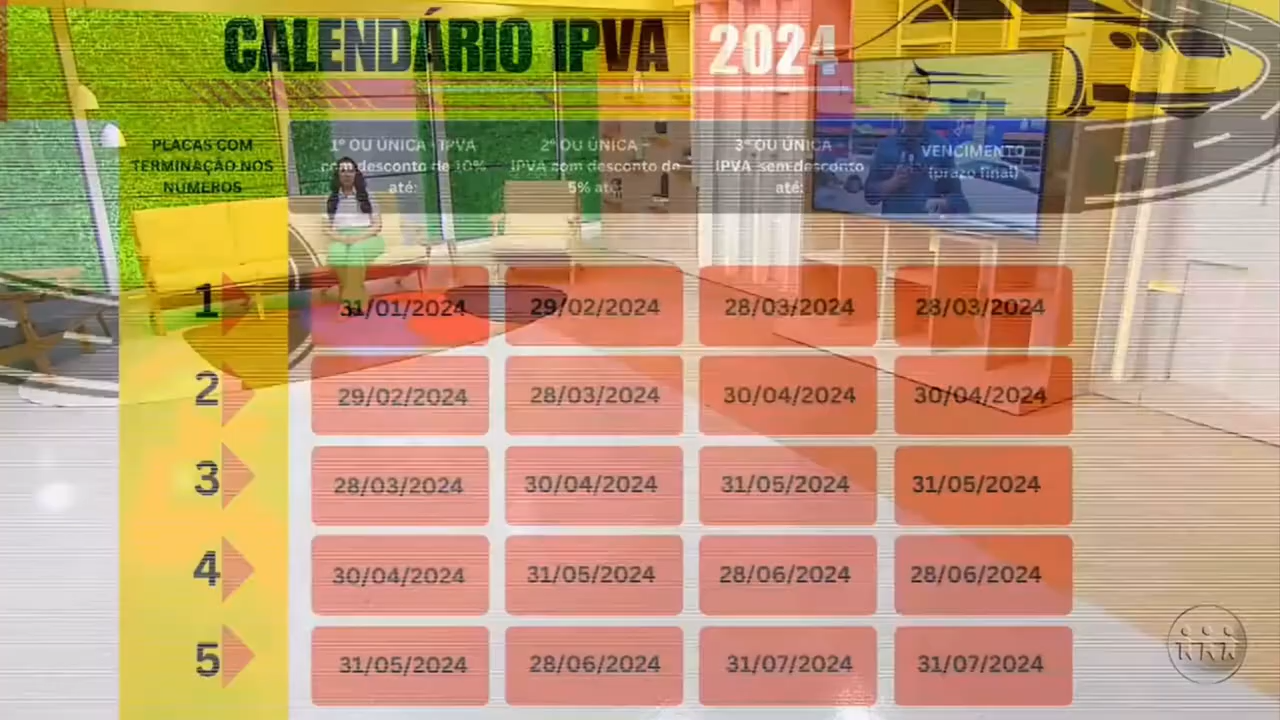 CALENDÁRIO IPVA 2024
PLACAS COM
TERMINAÇÃO NOS
NÚMEROS
1ª OU ÚNICA - IPVA
com desconto de 10%
até:
2ª OU ÚNICA –
IPVA com desconto de
5% até:
3ª OU ÚNICA
IPVA sem desconto
até:
VENCIMENTO
(prazo final)
1 31/01/2024 29/02/2024 28/03/2024 28/03/2024
2 29/02/2024 28/03/2024 30/04/2024 30/04/2024
3 28/03/2024 30/04/2024 31/05/2024 31/05/2024
4 30/04/2024 31/05/2024 28/06/2024 28/06/2024
5 31/05/2024 28/06/2024 31/07/2024 31/07/2024